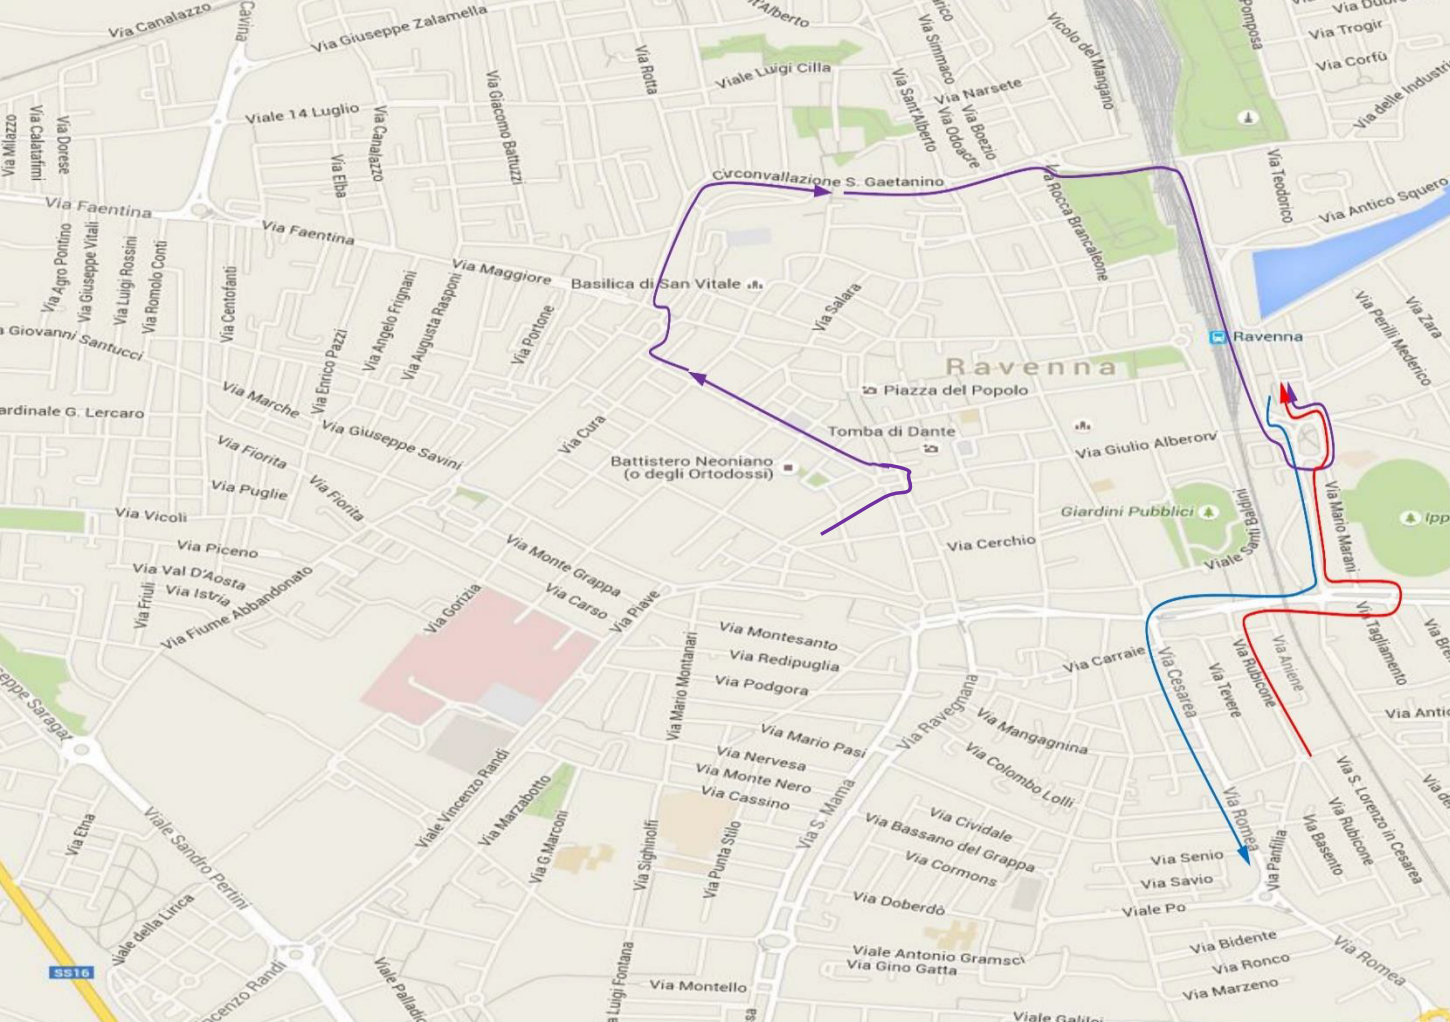 Via Canalazzo
Cavina
Via Giuseppe Zalamella
t'Alberto
Via Simmaco
Vicolo del Mangano
Pomposa
Via Trogir
Via Corfù
Via delle Industri
Via Rotta
Viale Luigi Cilla
Via Narsete
Via Sant'Alberto
Via Odoacre
Via Boezio
Viale 14 Luglio
Via Giacomo Battuzzi
Via Canalazzo
Via Elba
Via Milazzo
Via Calatafimi
Via Dorese
Via Teodorico
Via Antico Squero
Circonvallazione S. Gaetanino
Via Rocca Brancaleone
Via Faentina
Via Faentina
Via Maggiore
Via Agro Pontino
Via Giuseppe Vitali
Via Luigi Rossini
Via Romolo Conti
Via Centofanti
Via Angelo Frignani
Via Augusta Rasponi
Via Portone
Basilica di San Vitale
Via Salara
Via Perilli Mederico
Via Zara
Ravenna
a Giovanni Santucci
Via Enrico Pazzi
Ravenna
Piazza del Popolo
Via Marche
ardinale G. Lercaro
Via Giuseppe Savini
Via Cura
Tomba di Dante
Via Giulio Alberoni
Battistero Neoniano
(o degli Ortodossi)
Via Fiorita
Via Puglie
Via Fiorita
Via Vicoli
Giardini Pubblici
Via Mario Marani
Ipp
Via Piceno
Via Cerchio
Via Val D'Aosta
Via Istria
Via Friuli
Via Fiume Abbandonato
Via Monte Grappa
Via Carso
Via Gorizia
Via Piave
Via Montesanto
Via Redipuglia
Via Podgora
Via Mario Montanari
Via Carraie
Via Cesarea
Via Tevere
Via Rubicone
Via Aniene
Via Tagliamento
Via Bre
Via Antic
eppe Saragat
Via Ravegnana
Via Mangagnina
Via Colombo Lolli
Via Mario Pasi
Via Nervesa
Via Monte Nero
Via Cassino
Viale Vincenzo Randi
Via Marzabotto
Via G.Marconi
Via S. Mama
Via Sighinolfi
Via Punta Stilo
Via Cividale
Via Bassano del Grappa
Via Cormons
Via Doberdò
Via Romea
Via Panfilia
Via S. Lorenzo in Cesarea
Via Rubicone
Via Basento
Via Senio
Via Savio
Viale Po
Via Etna
Viale Sandro Pertini
Viale della Lirica
SS16
Viale Antonio Gramsci
Via Gino Gatta
Via Bidente
Via Ronco
Via Marzeno
Via Romea
incenzo Randi
Viale Palladio
a Luigi Fontana
Via Montello
Viale Galilei